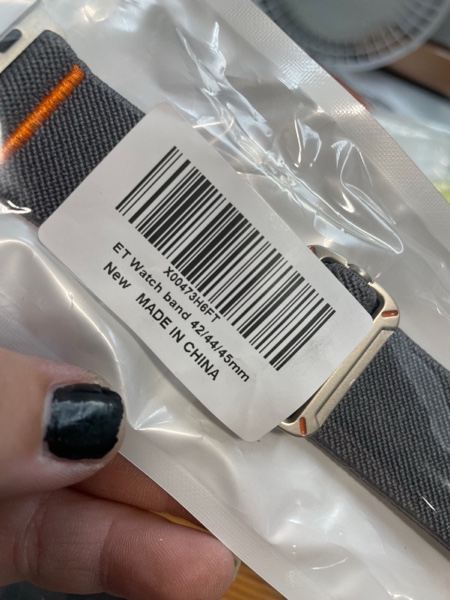 X00473H6FT
ET Watch band 42/44/45mm
New MADE IN CHINA